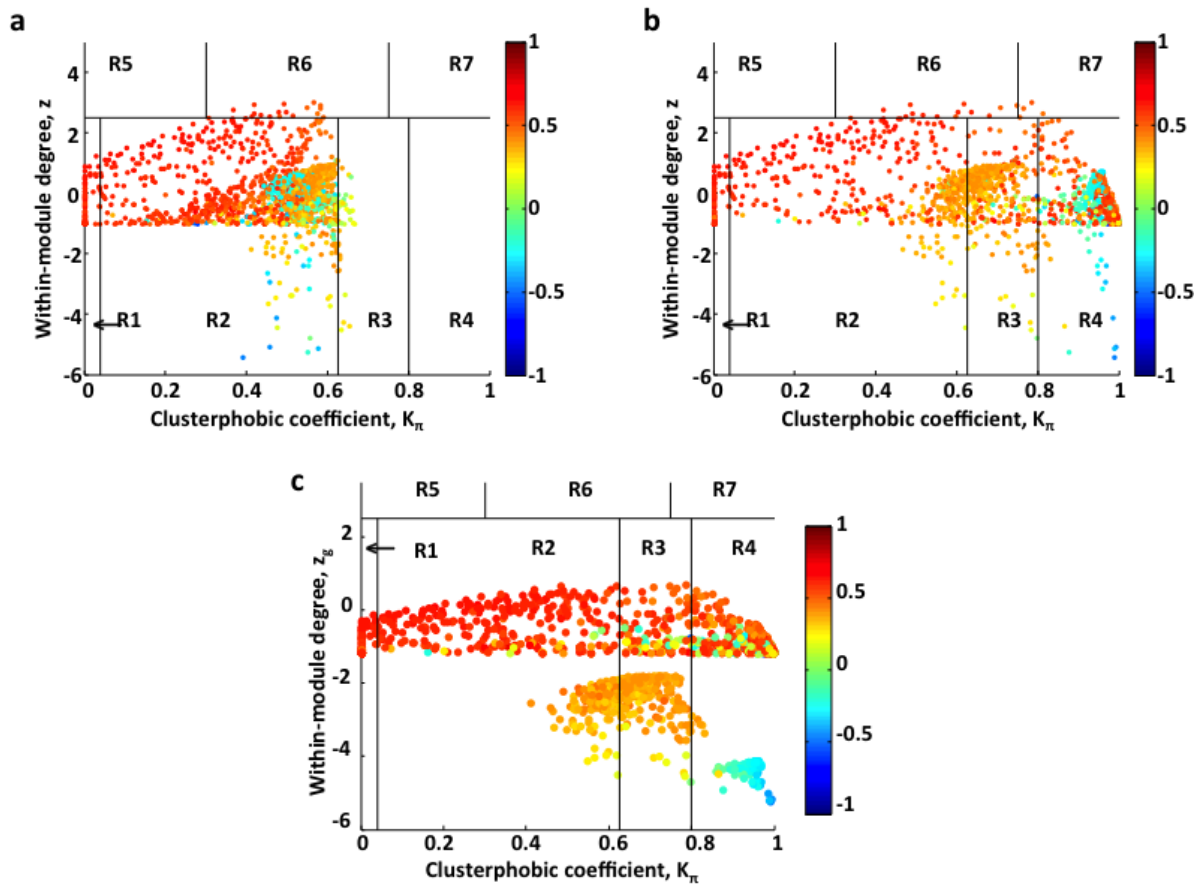 a
R5 R6 R7
R1 R2 R3 R4
4
2
0
-2
-4
-6
Within-module degree, z
0 0.2 0.4 0.6 0.8 1
Clusterphobic coefficient, Kπ
1
0.5
0
-0.5
-1
b
R5 R6 R7
R1 R2 R3 R4
4
2
0
-2
-4
-6
Within-module degree, z
0 0.2 0.4 0.6 0.8 1
Clusterphobic coefficient, Kπ
1
0.5
0
-0.5
-1
c
R5 R6 R7
R1 R2 R3 R4
2
0
-2
-4
-6
Within-module degree, zg
0 0.2 0.4 0.6 0.8 1
Clusterphobic coefficient, Kπ
1
0.5
0
-0.5
-1